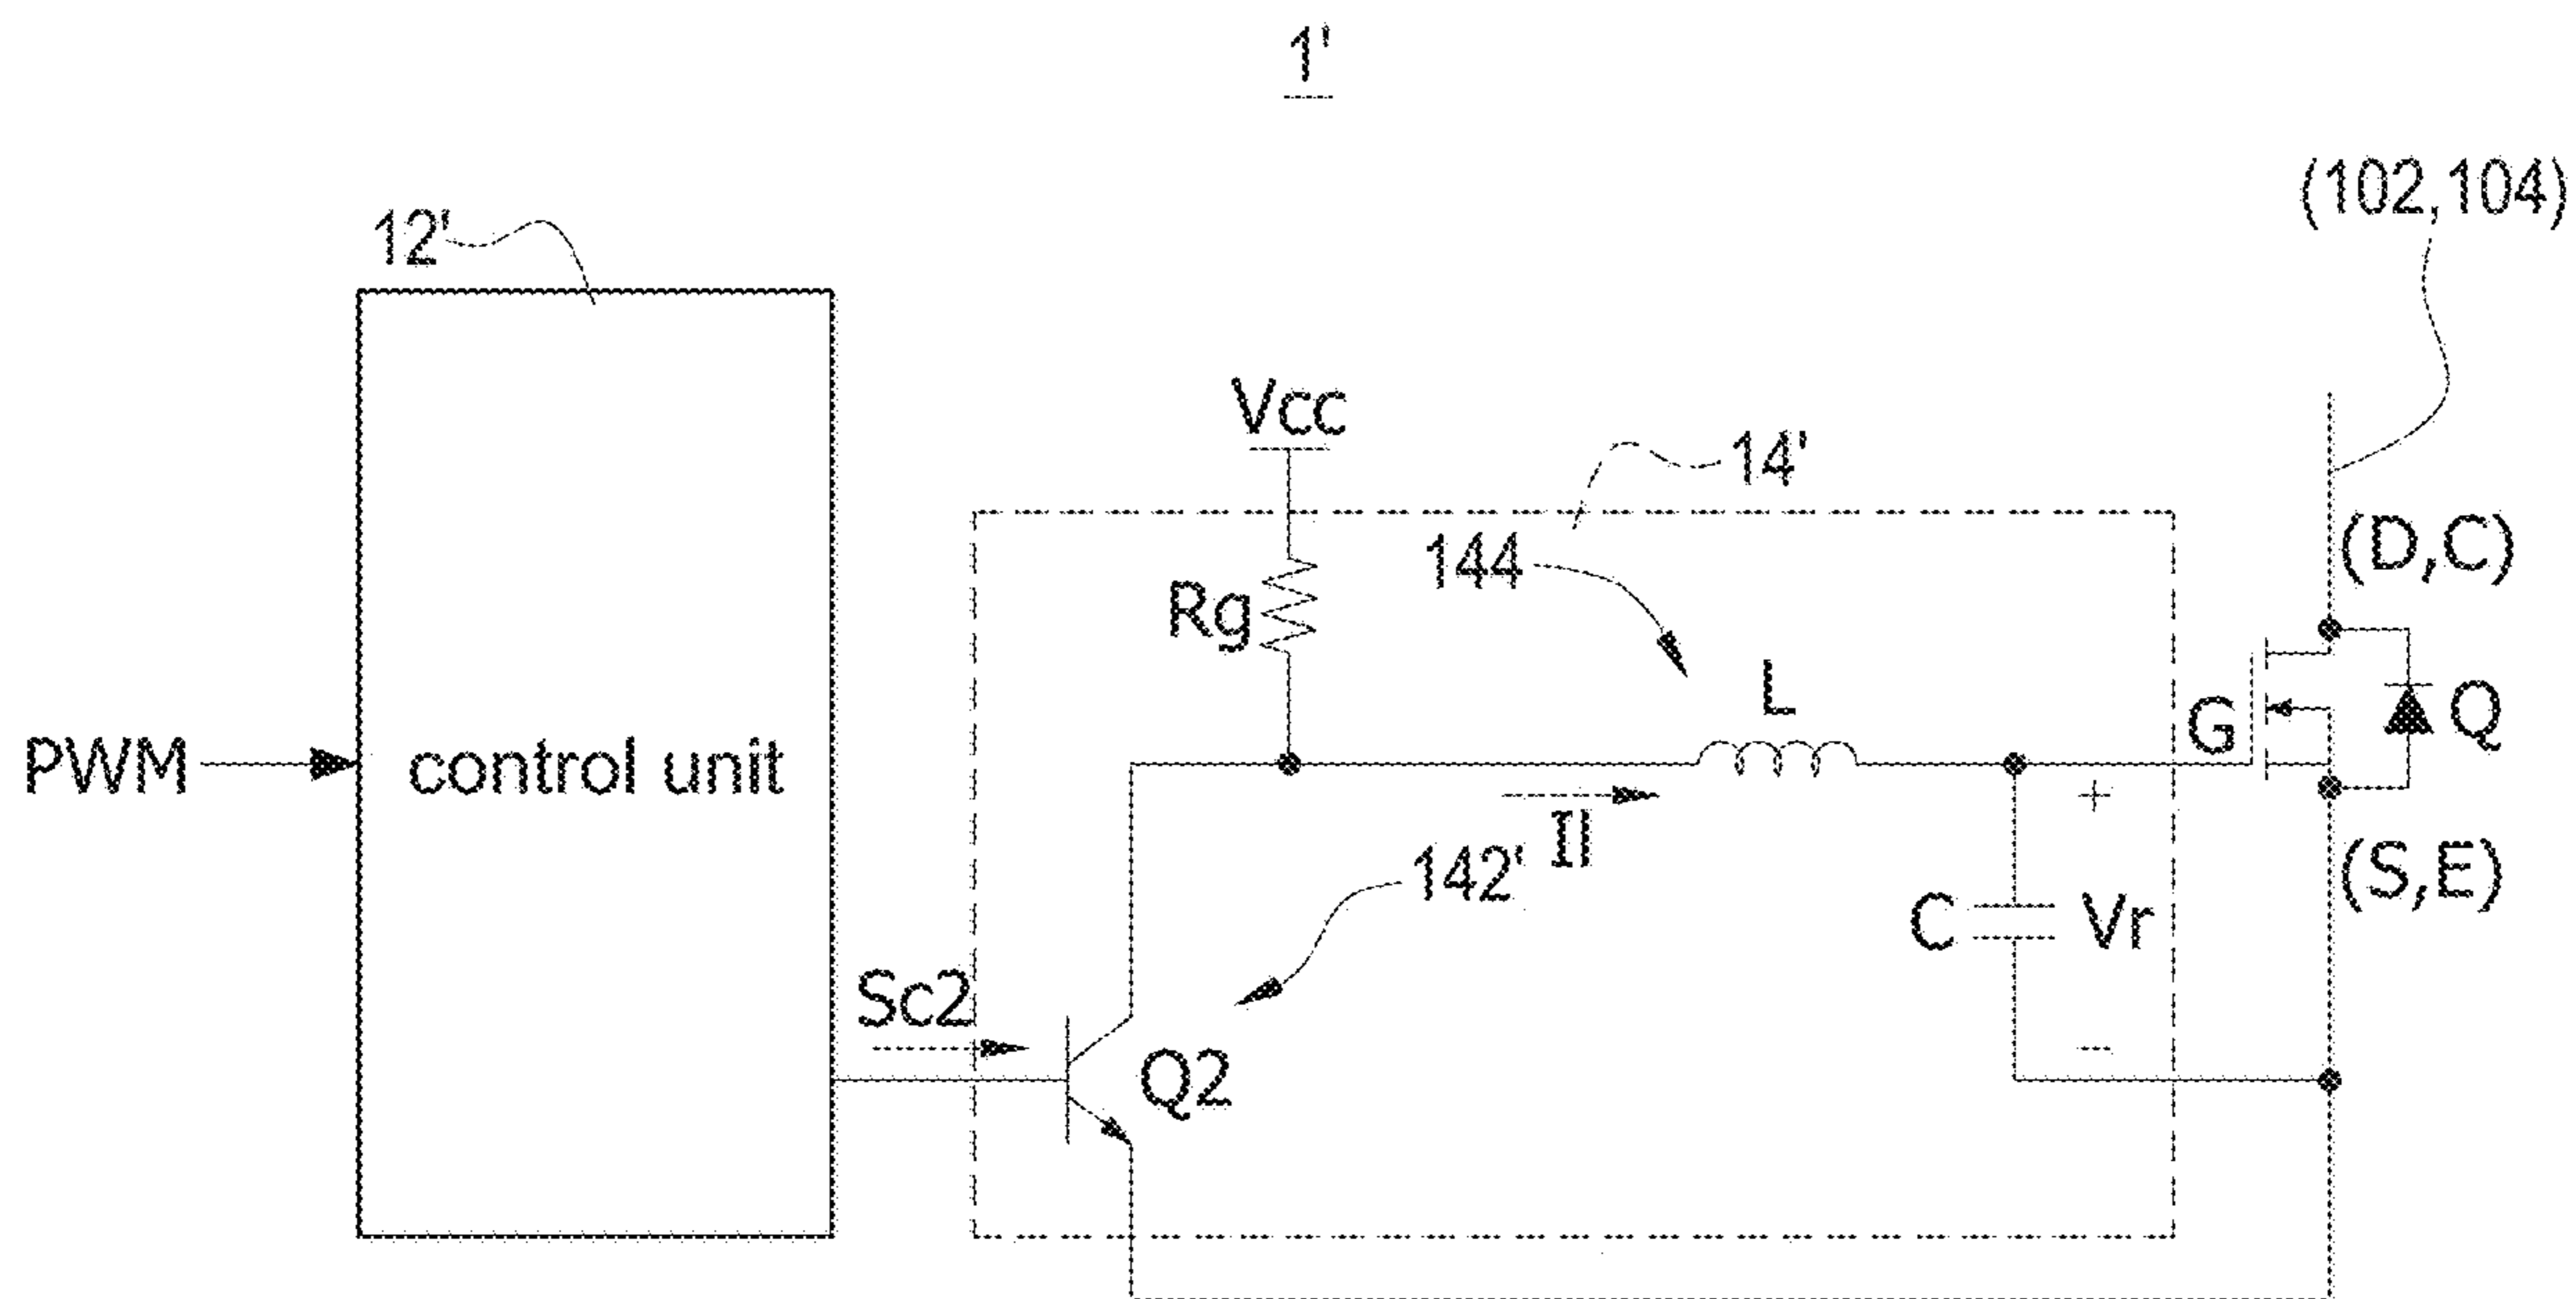 1'
(102,104)
12'
Vcc
14'
144
(D,C)
Rg
L
G
Q
PWM
control unit
+
Il
142'
(S,E)
C
Vr
Sc2
−
Q2